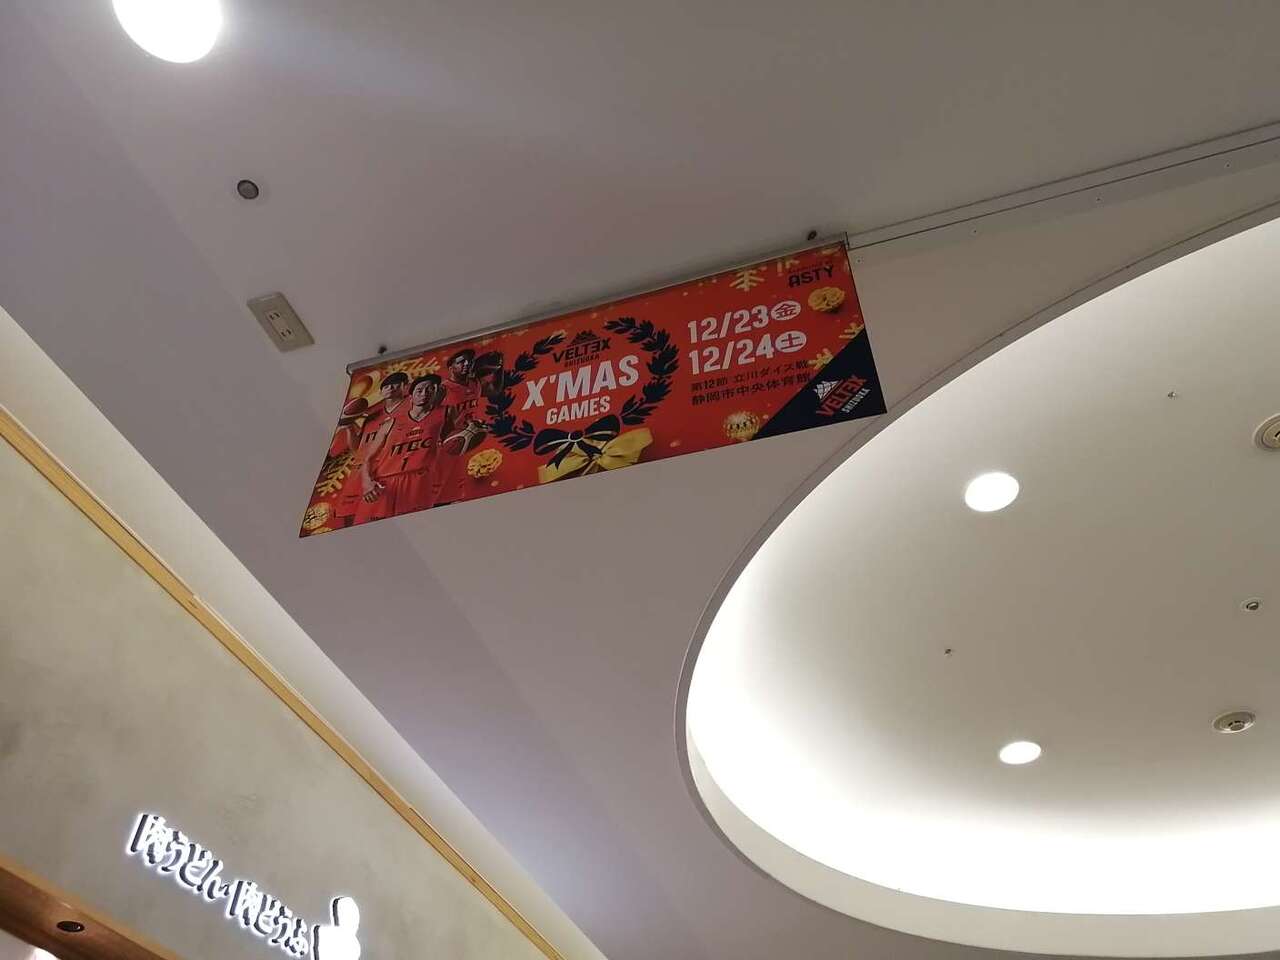 VELTEX
SHIZUOKA
X'MAS
GAMES
ASTY
12/23金
12/24土
第12節 立川ダイス戦
静岡市中央体育館
VELTEX
SHIZUOKA
ITEC
1
肉うどん・肉どうふ